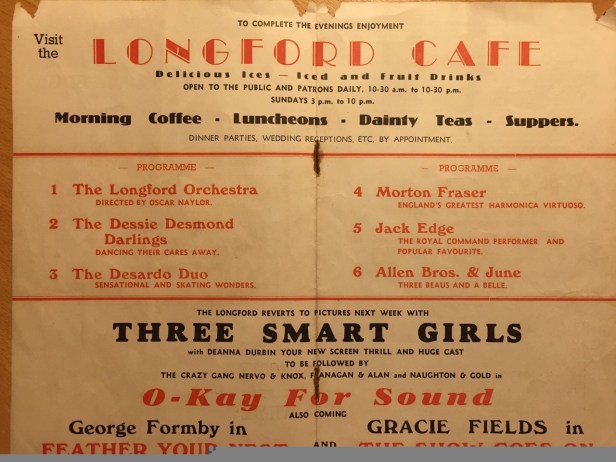 TO COMPLETE THE EVENINGS ENJOYMENT
Visit the
LONGFORD CAFE
Delicious Ices — Iced and Fruit Drinks
OPEN TO THE PUBLIC AND PATRONS DAILY, 10-30 a.m. to 10-30 p.m.
SUNDAYS 3 p.m. to 10 p.m.
Morning Coffee - Luncheons - Dainty Teas - Suppers.
DINNER PARTIES, WEDDING RECEPTIONS, ETC. BY APPOINTMENT.
— PROGRAMME —
1 The Longford Orchestra
DIRECTED BY OSCAR NAYLOR.
2 The Dessie Desmond
Darlings
DANCING THEIR CARES AWAY.
3 The Desardo Duo
SENSATIONAL AND SKATING WONDERS.
— PROGRAMME —
4 Morton Fraser
ENGLAND'S GREATEST HARMONICA VIRTUOSO.
5 Jack Edge
THE ROYAL COMMAND PERFORMER AND
POPULAR FAVOURITE.
6 Allen Bros. & June
THREE BEAUS AND A BELLE.
THE LONGFORD REVERTS TO PICTURES NEXT WEEK WITH
THREE SMART GIRLS
with DEANNA DURBIN YOUR NEW SCREEN THRILL AND HUGE CAST
TO BE FOLLOWED BY
THE CRAZY GANG NERVO & KNOX, FLANAGAN & ALAN and NAUGHTON & GOLD in
O-Kay For Sound
ALSO COMING
George Formby in
FEATHER YOUR NEST
AND
GRACIE FIELDS in
THE SHOW GOES ON